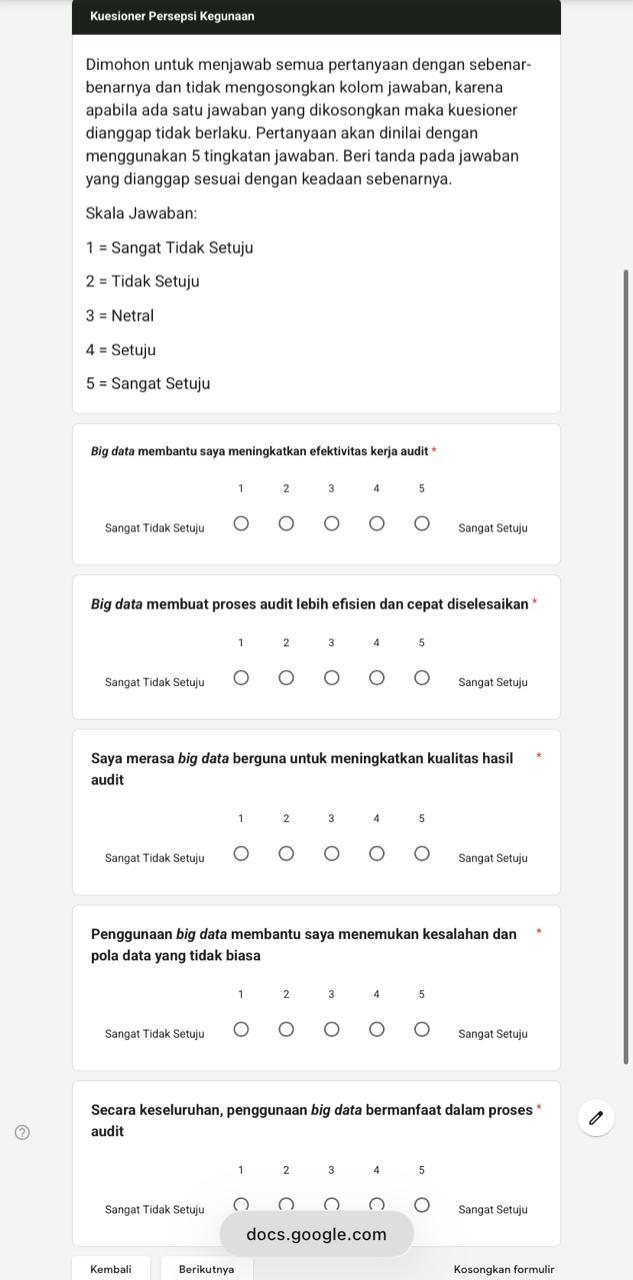 Kuesioner Persepsi Kegunaan
Dimohon untuk menjawab semua pertanyaan dengan sebenar-
benarnya dan tidak mengosongkan kolom jawaban, karena
apabila ada satu jawaban yang dikosongkan maka kuesioner
dianggap tidak berlaku. Pertanyaan akan dinilai dengan
menggunakan 5 tingkatan jawaban. Beri tanda pada jawaban
yang dianggap sesuai dengan keadaan sebenarnya.
Skala Jawaban:
1 = Sangat Tidak Setuju
2 = Tidak Setuju
3 = Netral
4 = Setuju
5 = Sangat Setuju
Big data membantu saya meningkatkan efektivitas kerja audit *
1 2 3 4 5
Sangat Tidak Setuju Sangat Setuju
Big data membuat proses audit lebih efisien dan cepat diselesaikan *
1 2 3 4 5
Sangat Tidak Setuju Sangat Setuju
Saya merasa big data berguna untuk meningkatkan kualitas hasil *
audit
1 2 3 4 5
Sangat Tidak Setuju Sangat Setuju
Penggunaan big data membantu saya menemukan kesalahan dan *
pola data yang tidak biasa
1 2 3 4 5
Sangat Tidak Setuju Sangat Setuju
Secara keseluruhan, penggunaan big data bermanfaat dalam proses *
audit
1 2 3 4 5
Sangat Tidak Setuju Sangat Setuju
docs.google.com
Kembali Berikutnya Kosongkan formulir